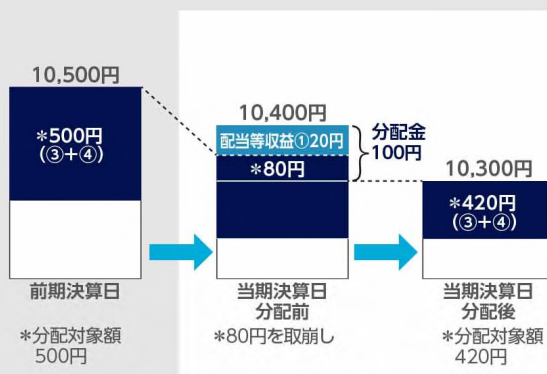 10,500円
*500円
(③+④)
前期決算日
*分配対象額
500円
10,400円
配当等収益①20円
*80円
分配金
100円
当期決算日
分配前
*80円を取崩し
10,300円
*420円
(③+④)
当期決算日
分配後
*分配対象額
420円